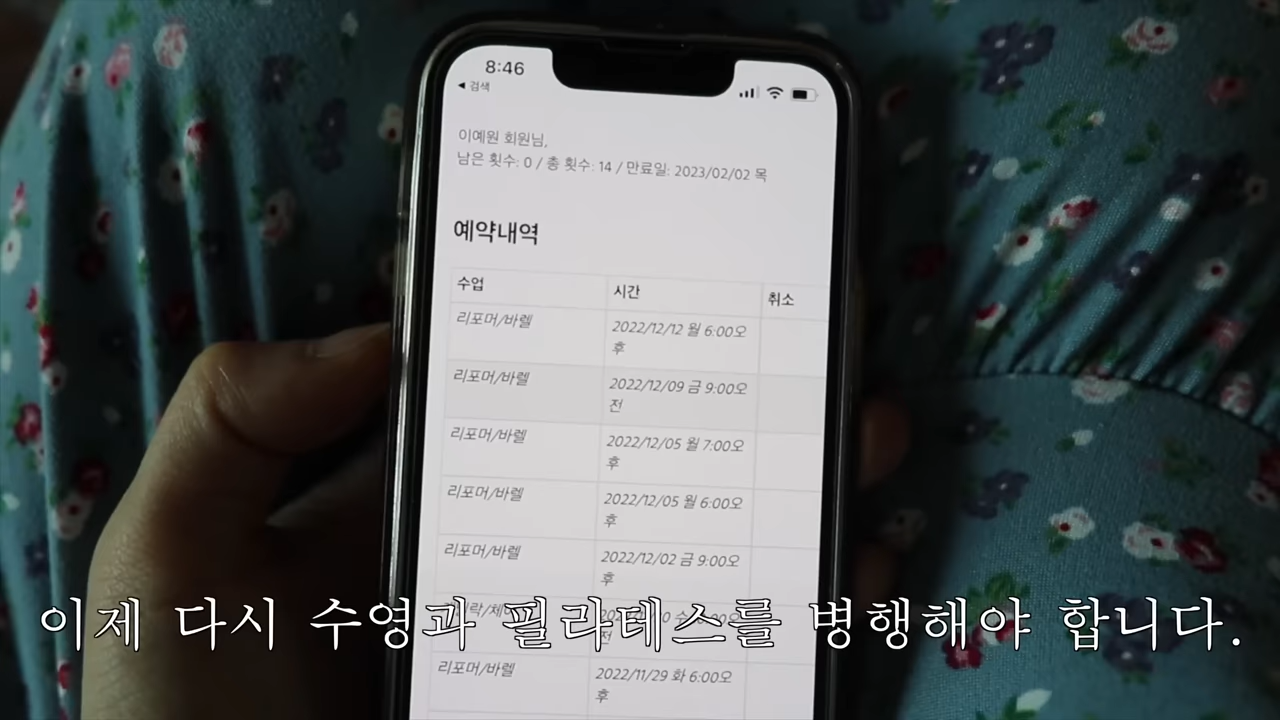 8:46
◀ 검색
이예원 회원님,
남은 횟수: 0 / 총 횟수: 14 / 만료일: 2023/02/02 목
예약내역
수업 시간 취소
리포머/바렐 2022/12/12 월 6:00오
후
리포머/바렐 2022/12/09 금 9:00오
전
리포머/바렐 2022/12/05 월 7:00오
후
리포머/바렐 2022/12/05 월 6:00오
후
리포머/바렐 2022/12/02 금 9:00오
후
전
이제 다시 수영과 필라테스를 병행해야 합니다.
리포머/바렐 2022/11/29 화 6:00오
후